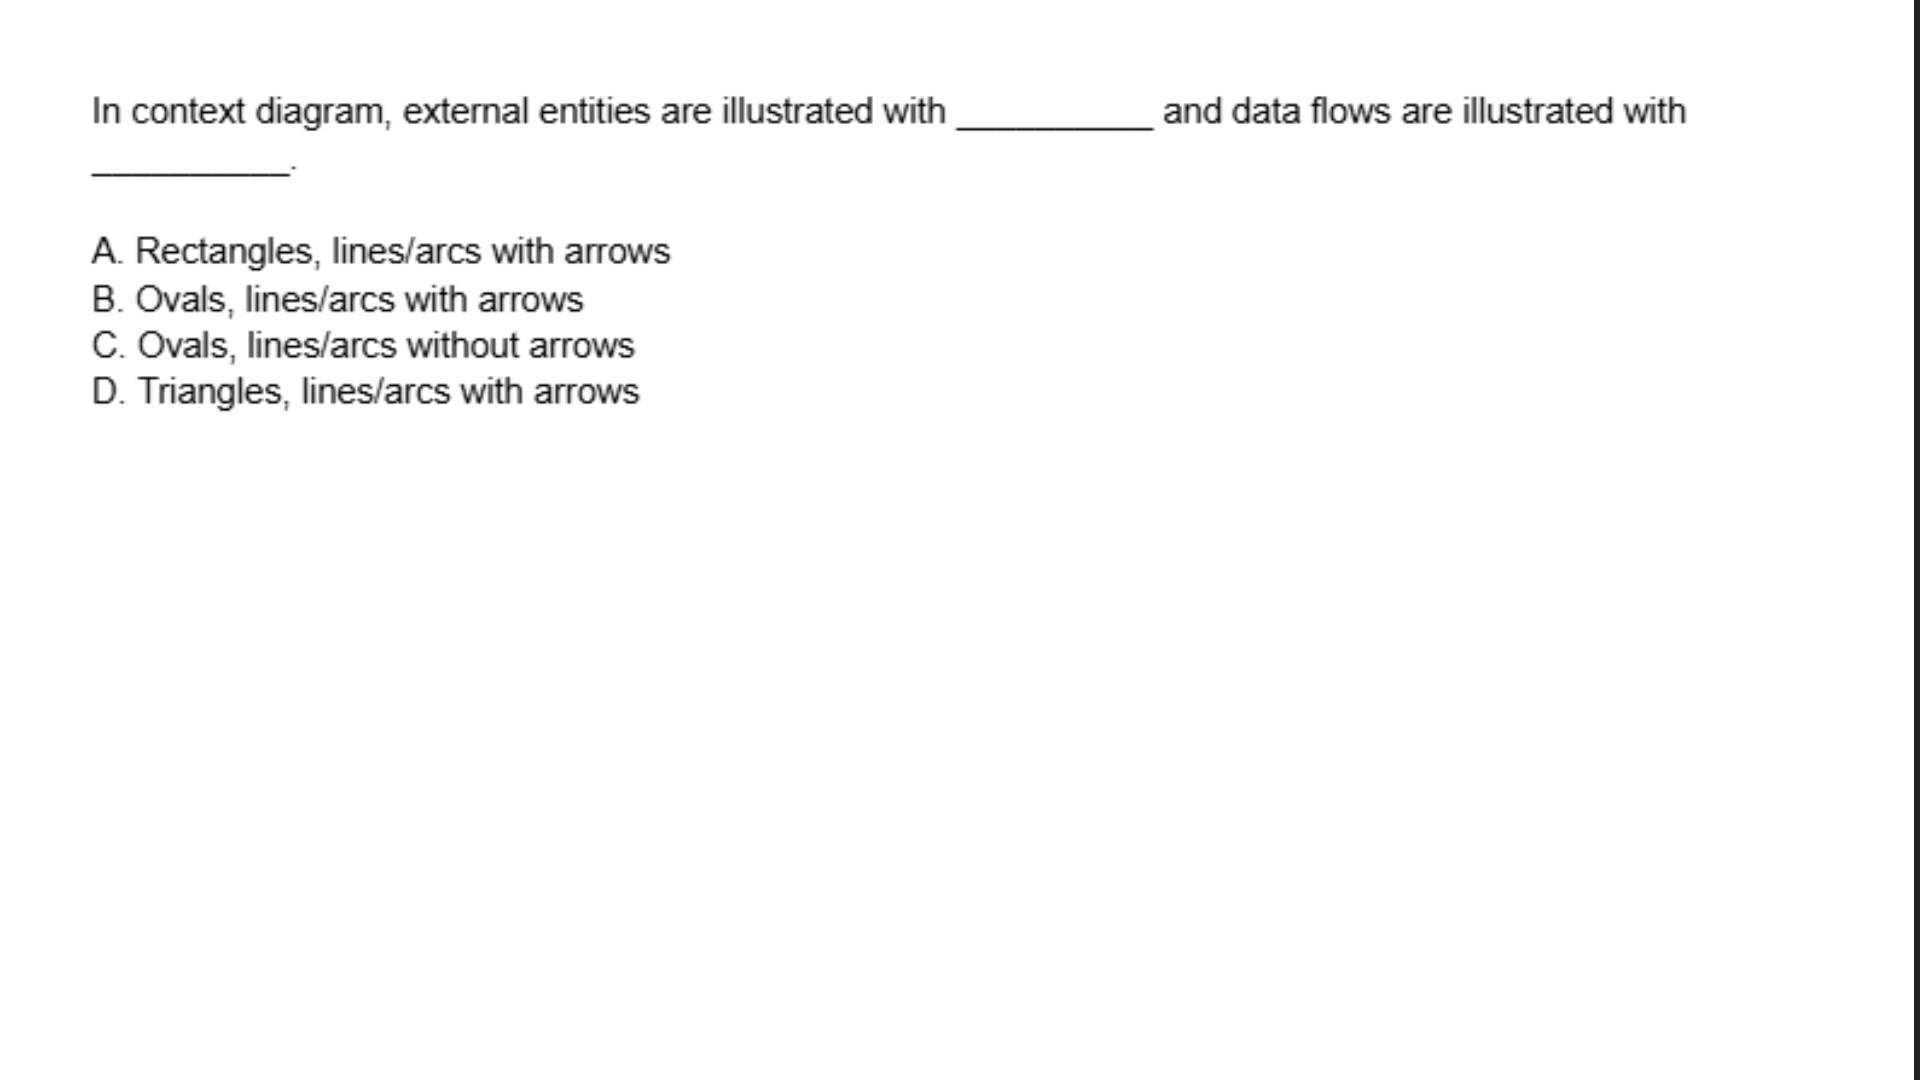 In context diagram, external entities are illustrated with __________ and data flows are illustrated with
__________.
A. Rectangles, lines/arcs with arrows
B. Ovals, lines/arcs with arrows
C. Ovals, lines/arcs without arrows
D. Triangles, lines/arcs with arrows